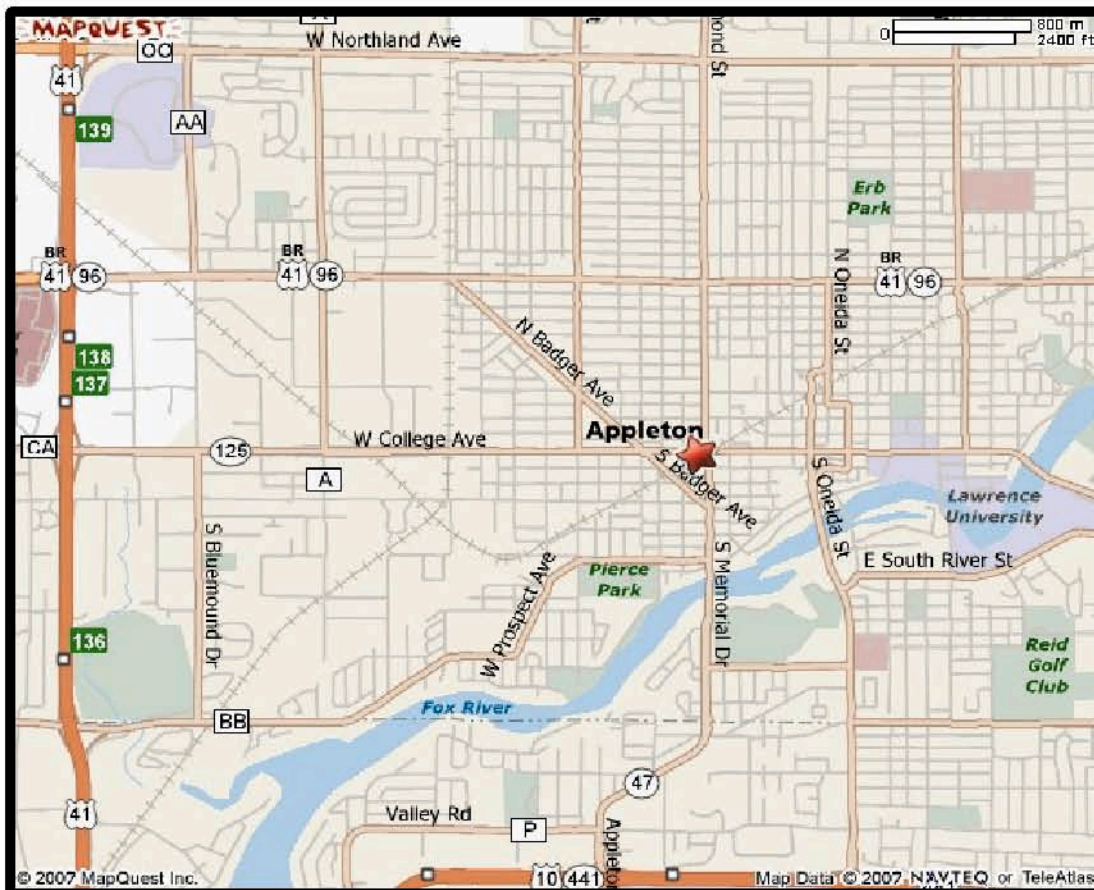 MAPQUEST
800 m
0
2400 ft
W Northland Ave
OO
41
139
AA
Erb
Park
BR
41 96
BR
41 96
BR
41 96
N Oneida St
N Badger Ave
138
137
Appleton
CA
125
W College Ave
A
S Badger Ave
S Oneida St
Lawrence
University
S Bluemound Dr
W Prospect Ave
Pierce
Park
S Memorial Dr
E South River St
136
Reid
Golf
Club
Fox River
BB
47
41
Valley Rd
P
Appleton
10 441
© 2007 MapQuest Inc.
Map Data © 2007 NAVTEQ or TeleAtlas